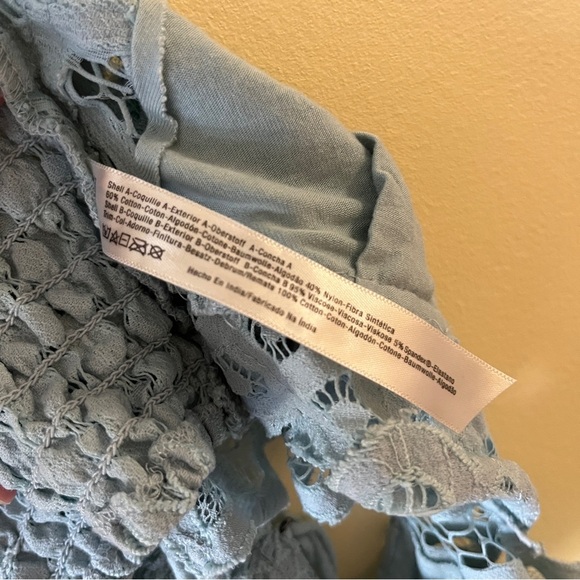 Shell A-Coquille A-Exterior A-Oberstoff A-Concha A
60% Cotton-Coton-Algodón-Cotone-Baumwolle-Algodão 40% Nylon-Fibra Sintética
Shell B-Coquille B-Exterior B-Oberstoff B-Concha B 95% Viscose-Viscosa-Viskose 5% Spandex®-Elastano
Trim-Col-Adorno-Finitura-Besatz-Debrum/Remate 100% Cotton-Coton-Algodón-Cotone-Baumwolle-Algodão
Hecho En India/Fabricado Na Índia